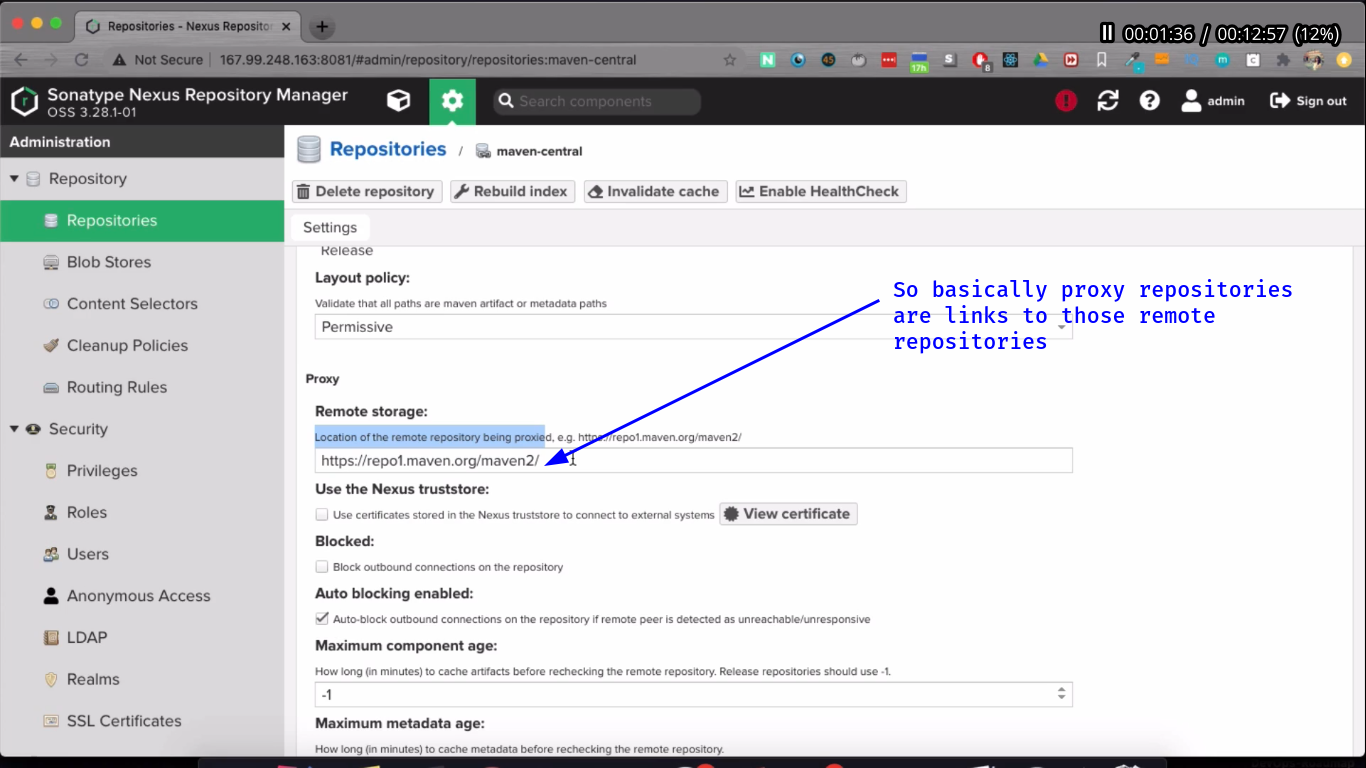 Repositories - Nexus Repositor
00:01:36 / 00:12:57 (12%)
Not Secure 167.99.248.163:8081/#admin/repository/repositories:maven-central
Sonatype Nexus Repository Manager
OSS 3.28.1-01
Search components
admin
Sign out
Administration
Repositories / maven-central
Repository
Delete repository Rebuild index Invalidate cache Enable HealthCheck
Repositories
Settings
Release
Blob Stores
Layout policy:
Content Selectors
Validate that all paths are maven artifact or metadata paths
Permissive
So basically proxy repositories
are links to those remote
repositories
Cleanup Policies
Routing Rules
Proxy
Remote storage:
Security
Location of the remote repository being proxied, e.g. https://repo1.maven.org/maven2/
https://repo1.maven.org/maven2/
Privileges
Use the Nexus truststore:
Roles
Use certificates stored in the Nexus truststore to connect to external systems View certificate
Blocked:
Users
Block outbound connections on the repository
Anonymous Access
Auto blocking enabled:
Auto-block outbound connections on the repository if remote peer is detected as unreachable/unresponsive
LDAP
Maximum component age:
How long (in minutes) to cache artifacts before rechecking the remote repository. Release repositories should use -1.
Realms
-1
SSL Certificates
Maximum metadata age:
How long (in minutes) to cache metadata before rechecking the remote repository.